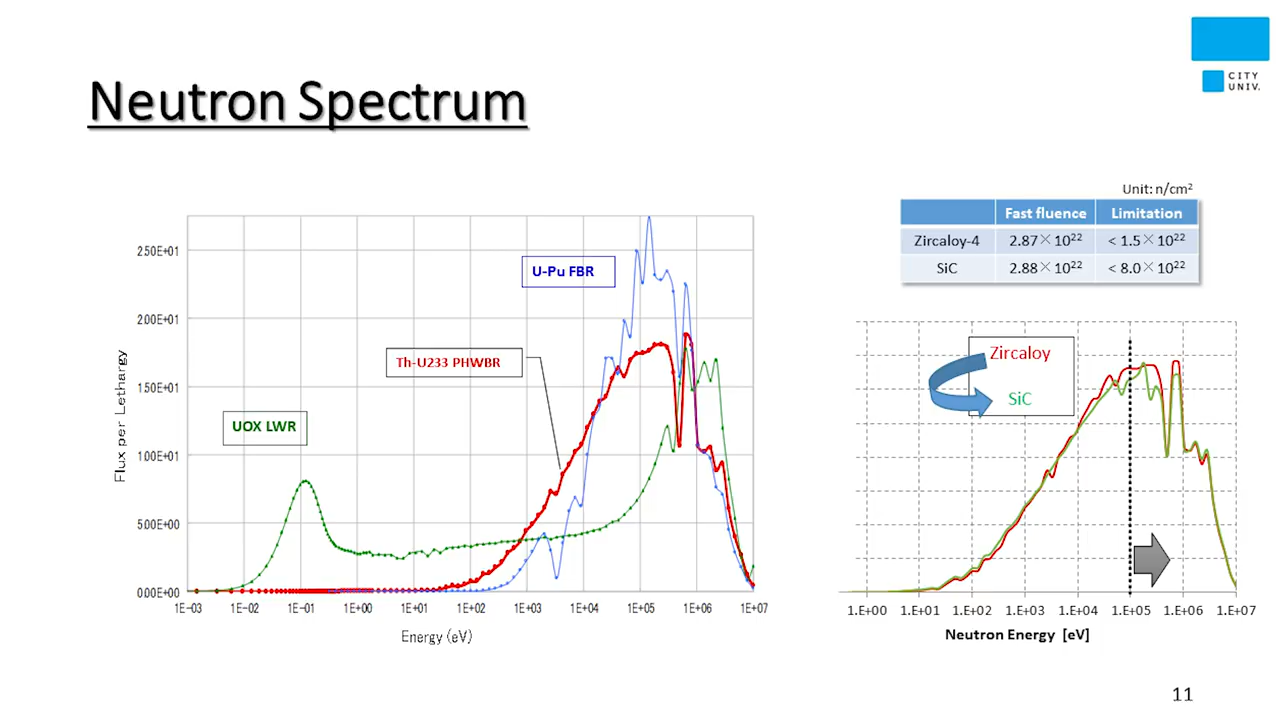 CITY
UNIV.
Neutron Spectrum
Unit: n/cm²
Fast fluence Limitation
Zircaloy-4 2.87×10²² < 1.5×10²²
SiC 2.88×10²² < 8.0×10²²
250E+01
200E+01
150E+01
100E+01
500E+00
000E+00
Flux per Lethargy
U-Pu FBR
Th-U233 PHWBR
UOX LWR
1E-03 1E-02 1E-01 1E+00 1E+01 1E+02 1E+03 1E+04 1E+05 1E+06 1E+07
Energy (eV)
Zircaloy
SiC
1.E+00 1.E+01 1.E+02 1.E+03 1.E+04 1.E+05 1.E+06 1.E+07
Neutron Energy [eV]
11